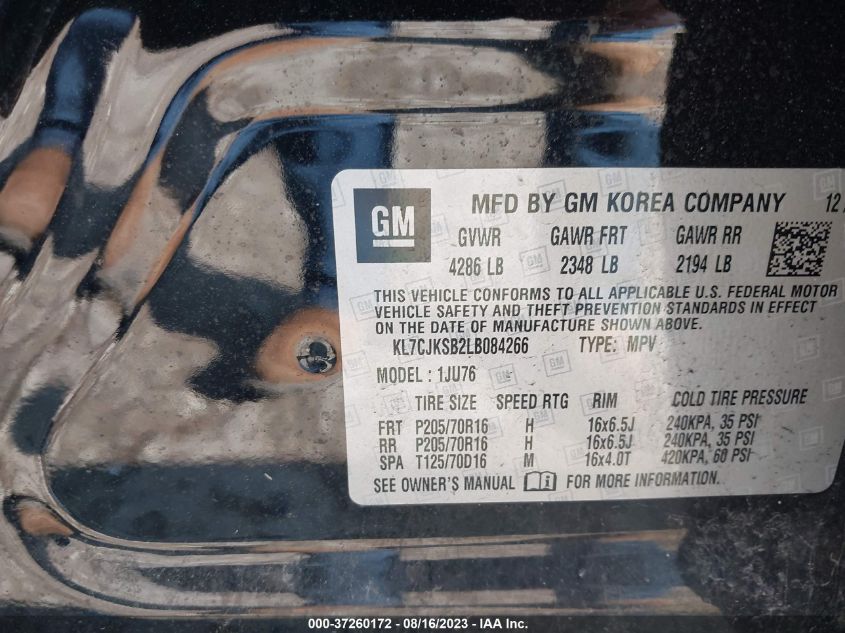 GM
MFD BY GM KOREA COMPANY 12/
GVWR GAWR FRT GAWR RR
4286 LB 2348 LB 2194 LB
THIS VEHICLE CONFORMS TO ALL APPLICABLE U.S. FEDERAL MOTOR
VEHICLE SAFETY AND THEFT PREVENTION STANDARDS IN EFFECT
ON THE DATE OF MANUFACTURE SHOWN ABOVE.
KL7CJKSB2LB084266 TYPE: MPV
MODEL : 1JU76
TIRE SIZE SPEED RTG RIM COLD TIRE PRESSURE
FRT P205/70R16 H 16x6.5J 240KPA, 35 PSI
RR P205/70R16 H 16x6.5J 240KPA, 35 PSI
SPA T125/70D16 M 16x4.0T 420KPA, 60 PSI
SEE OWNER'S MANUAL FOR MORE INFORMATION.
000-37260172 - 08/16/2023 - IAA Inc.